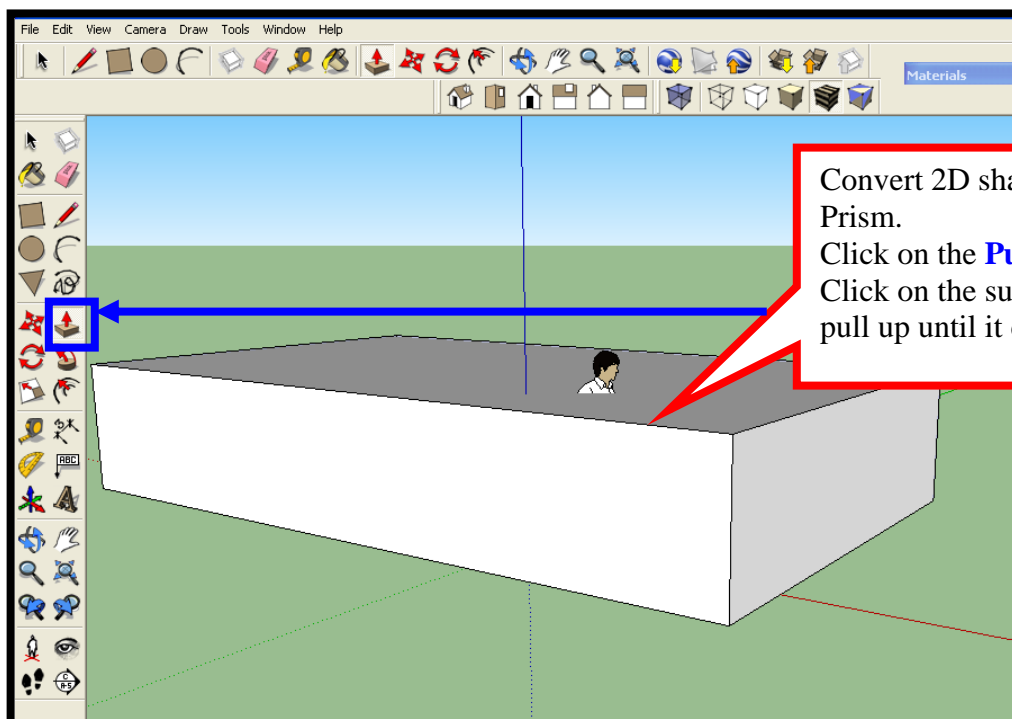 File Edit View Camera Draw Tools Window Help
Materials
Convert 2D sha
Prism.
Click on the Pu
Click on the su
pull up until it
ABC